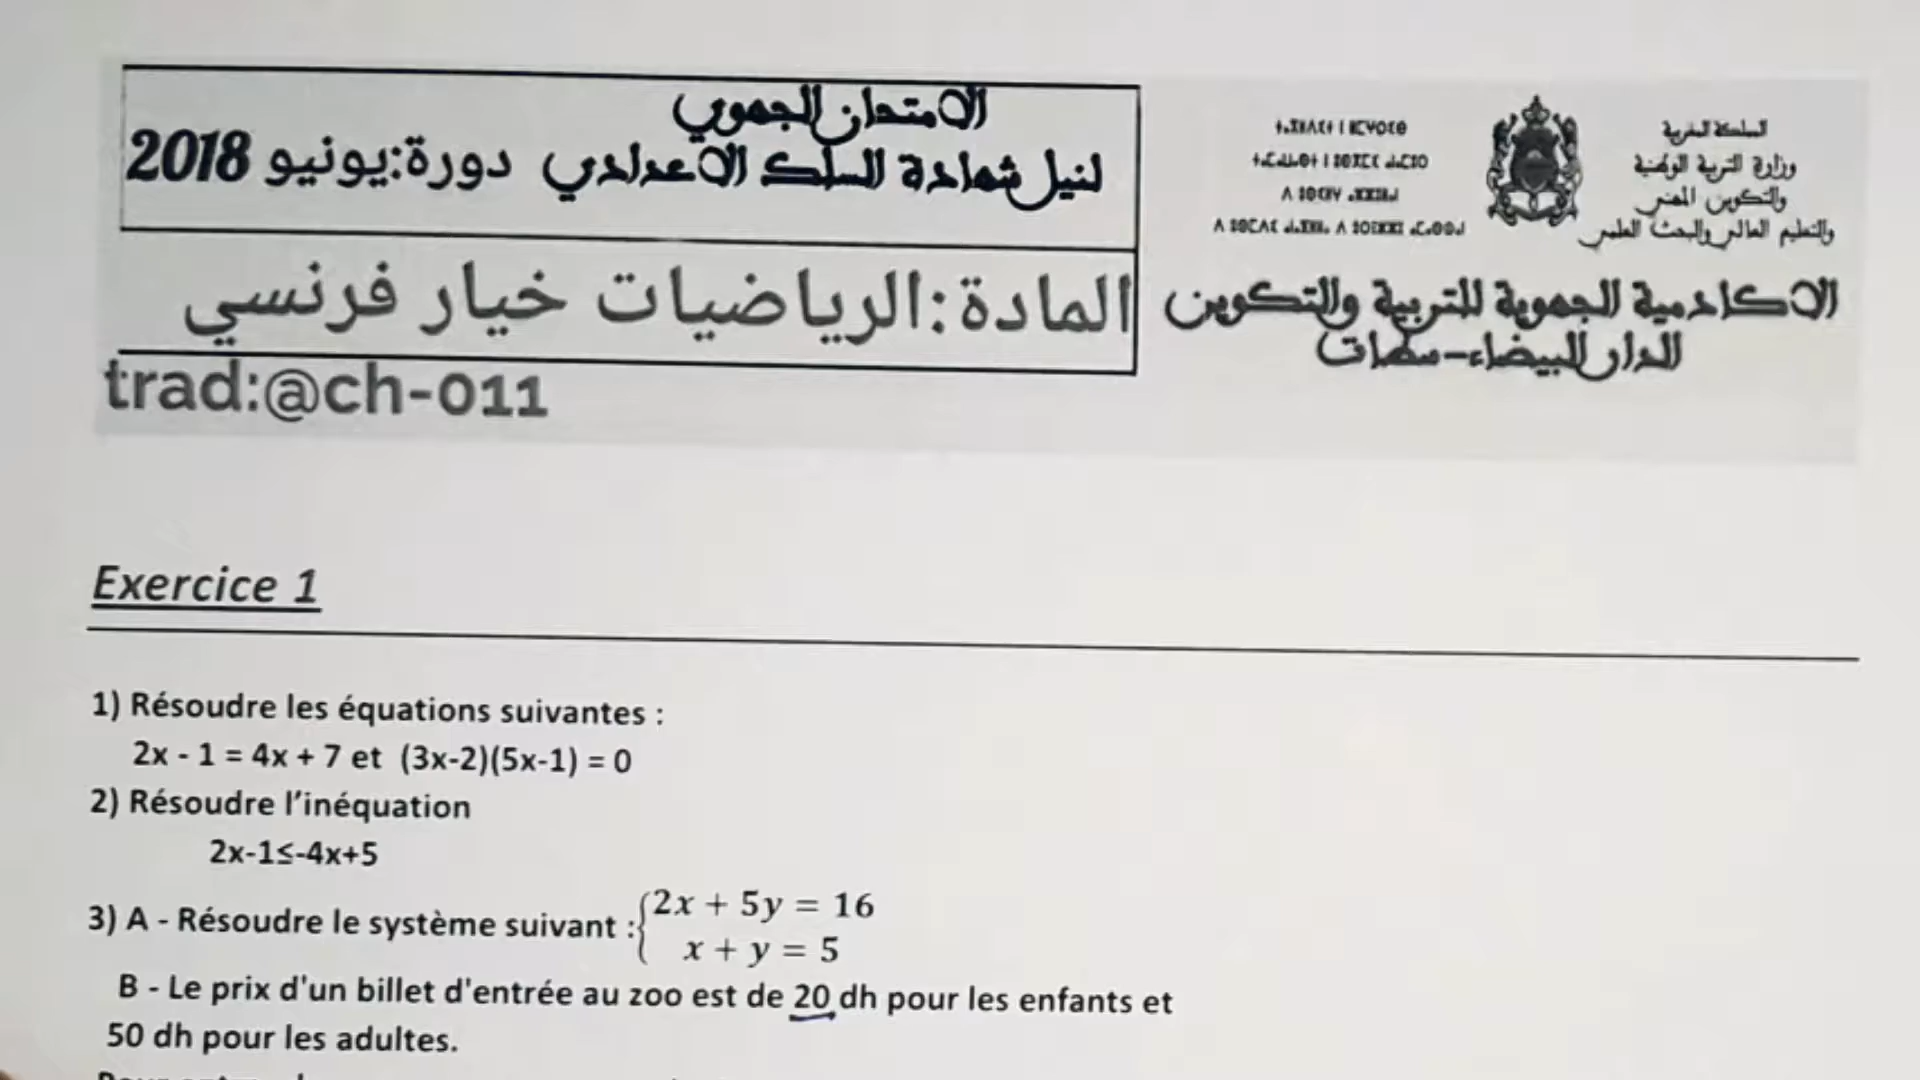 الامتحان الجهوي
لنيل شهادة السلك الاعدادي دورة:يونيو 2018
المادة:الرياضيات خيار فرنسي
trad:@ch-011
المملكة المغربية
وزارة التربية الوطنية
والتكوين المهني
والتعليم العالي والبحث العلمي
الاكادمية الجهوية للتربية والتكوين
الدار البيضاء-سطات
Exercice 1
1) Résoudre les équations suivantes :
2x - 1 = 4x + 7 et (3x-2)(5x-1) = 0
2) Résoudre l'inéquation
2x-1≤-4x+5
3) A - Résoudre le système suivant :{2x + 5y = 16
x + y = 5
B - Le prix d'un billet d'entrée au zoo est de 20 dh pour les enfants et
50 dh pour les adultes.